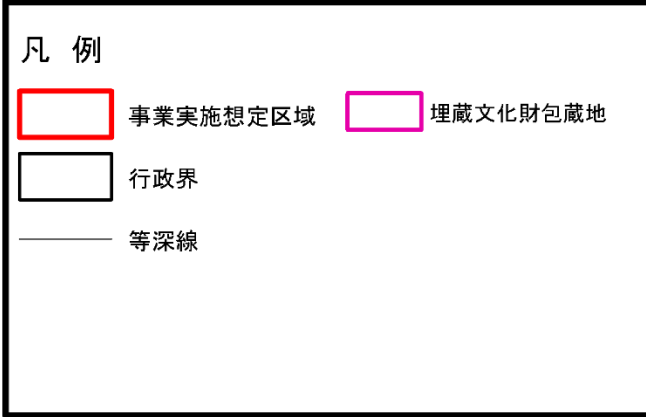 凡 例
事業実施想定区域
埋蔵文化財包蔵地
行政界
等深線